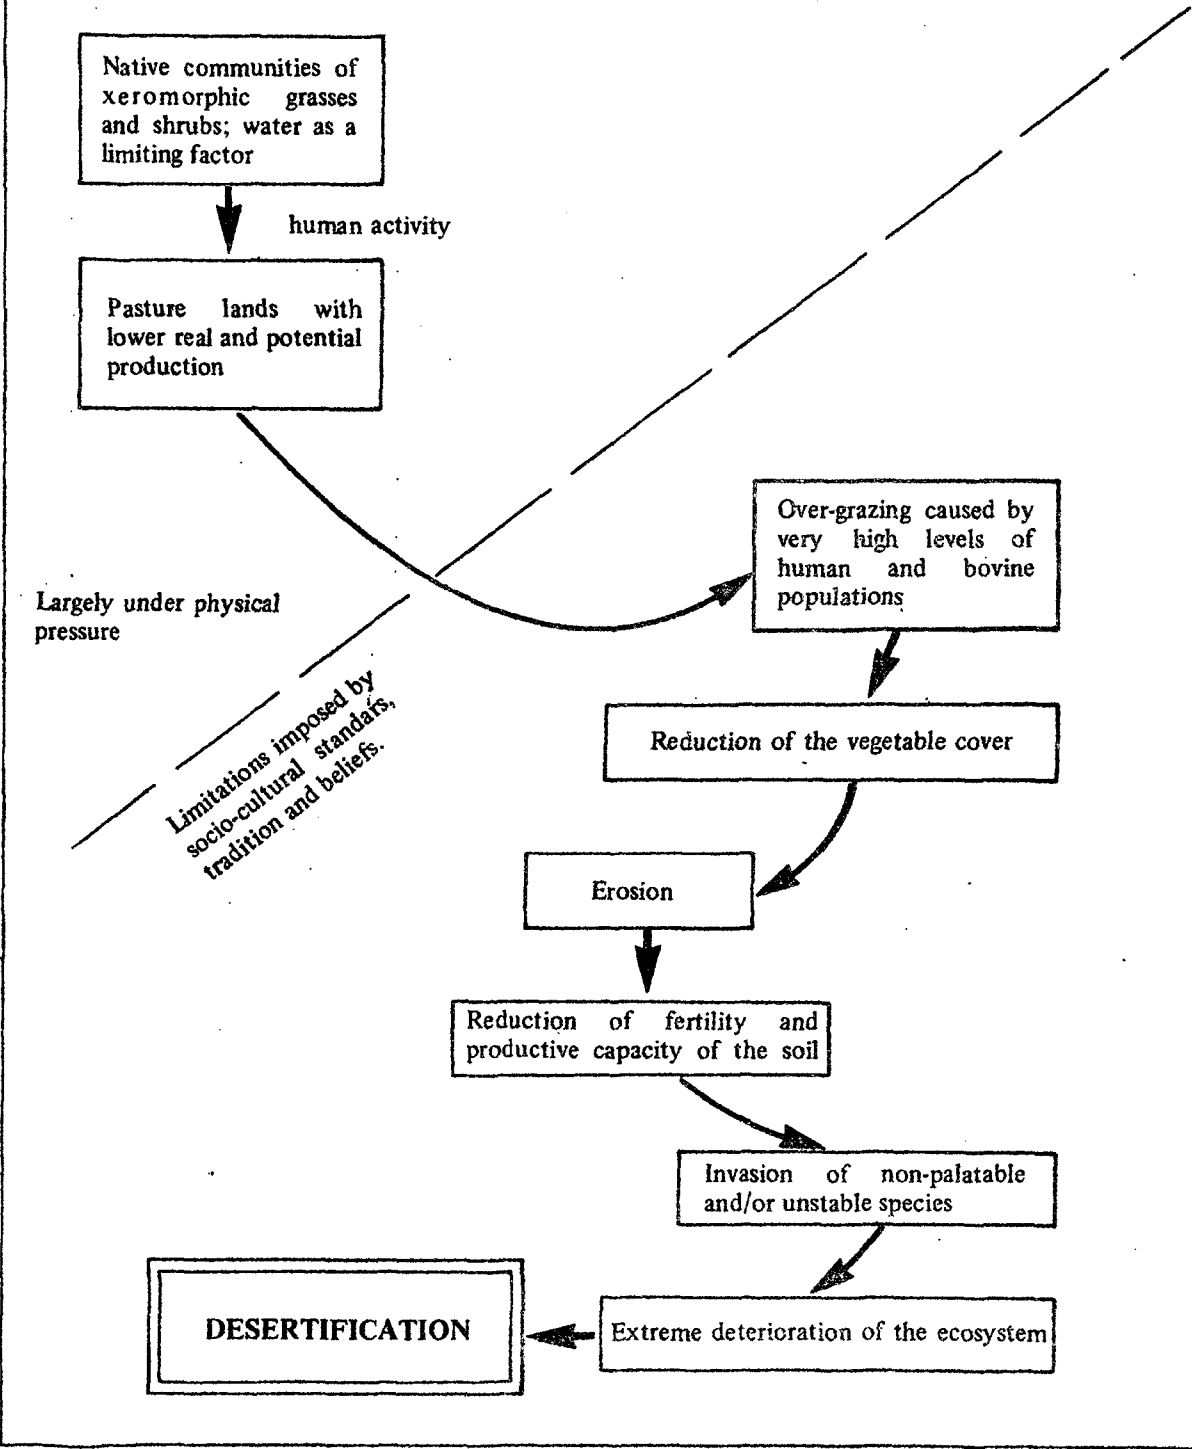 Native communities of
xeromorphic grasses
and shrubs; water as a
limiting factor
human activity
Pasture lands with
lower real and potential
production
Over-grazing caused by
very high levels of
human and bovine
populations
Largely under physical
pressure
Limitations imposed by
socio-cultural standars,
tradition and beliefs.
Reduction of the vegetable cover
Erosion
Reduction of fertility and
productive capacity of the soil
Invasion of non-palatable
and/or unstable species
DESERTIFICATION
Extreme deterioration of the ecosystem